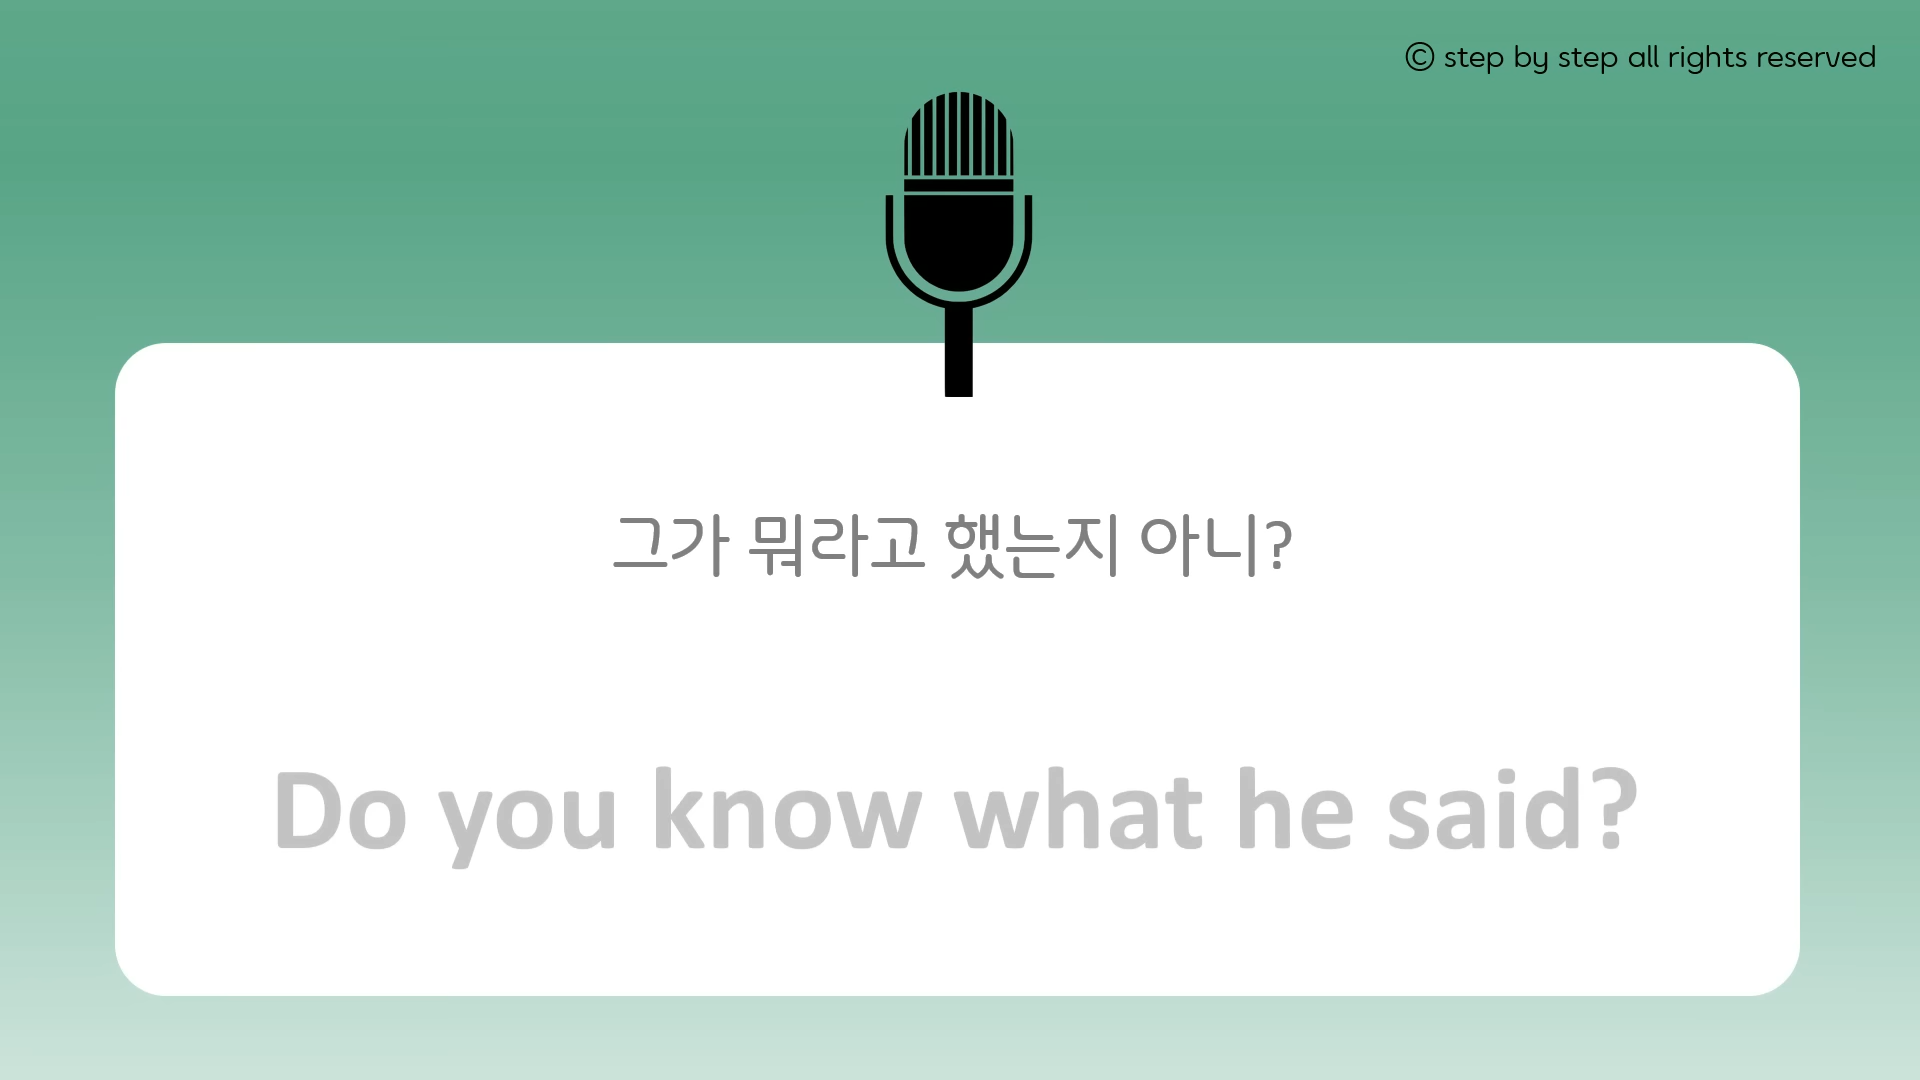 © step by step all rights reserved
그가 뭐라고 했는지 아니?
Do you know what he said?